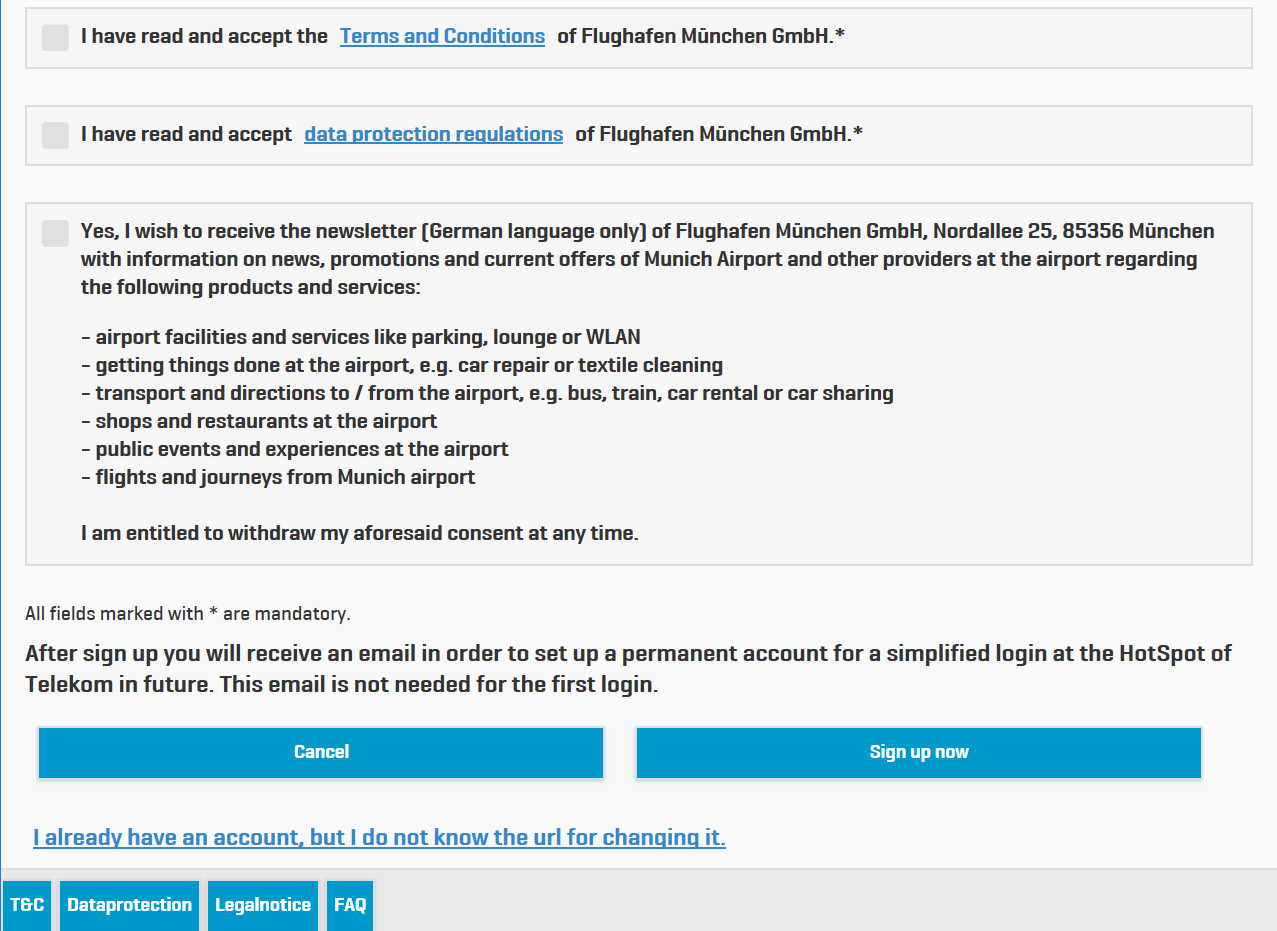 I have read and accept the Terms and Conditions of Flughafen München GmbH.*
I have read and accept data protection regulations of Flughafen München GmbH.*
Yes, I wish to receive the newsletter (German language only) of Flughafen München GmbH, Nordallee 25, 85356 München
with information on news, promotions and current offers of Munich Airport and other providers at the airport regarding
the following products and services:
- airport facilities and services like parking, lounge or WLAN
- getting things done at the airport, e.g. car repair or textile cleaning
- transport and directions to / from the airport, e.g. bus, train, car rental or car sharing
- shops and restaurants at the airport
- public events and experiences at the airport
- flights and journeys from Munich airport
I am entitled to withdraw my aforesaid consent at any time.
All fields marked with * are mandatory.
After sign up you will receive an email in order to set up a permanent account for a simplified login at the HotSpot of
Telekom in future. This email is not needed for the first login.
Cancel Sign up now
I already have an account, but I do not know the url for changing it.
T&C Dataprotection Legalnotice FAQ